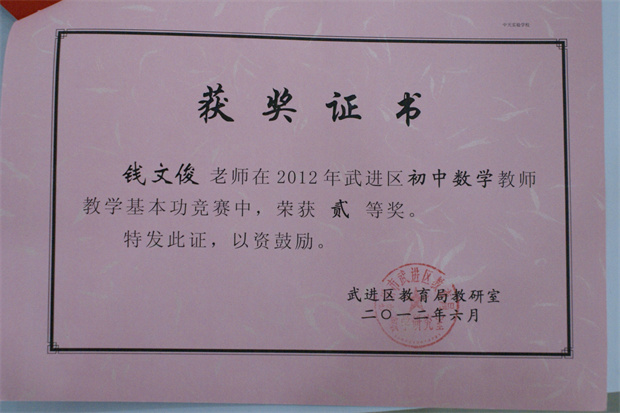 获奖证书
钱文俊 老师在2012年武进区初中数学教师
教学基本功竞赛中，荣获 贰 等奖。
特发此证，以资鼓励。
武进区教育局教研室
二〇一二年六月